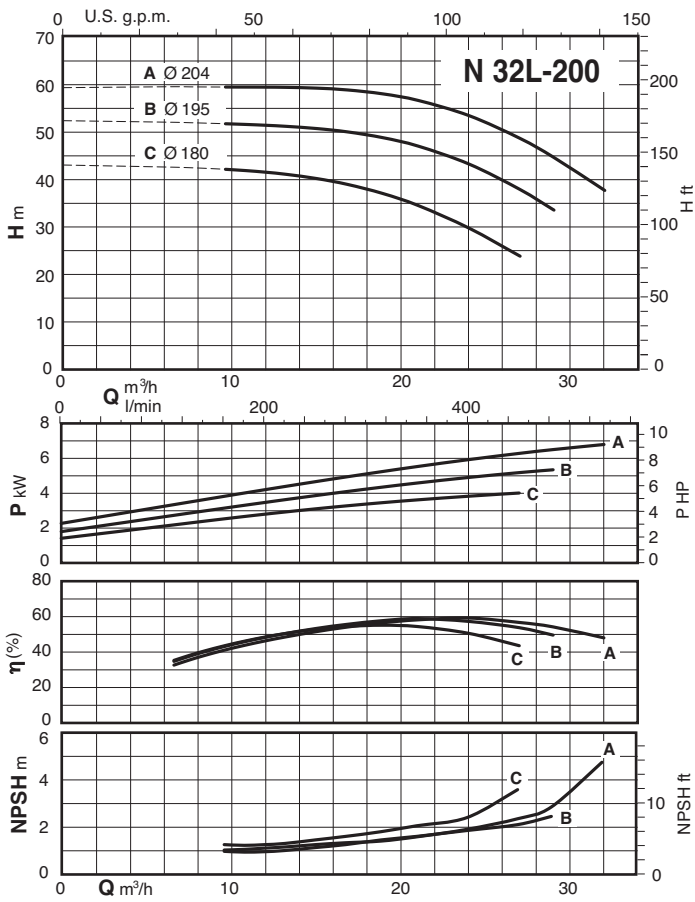 0 U.S. g.p.m. 50 100 150
N 32L-200
70
60
50
40
30
20
10
0
H m
A Ø 204
B Ø 195
C Ø 180
200
150
100
50
0
H ft
0 10 20 30
Q m³/h
l/min
0 200 400
8
6
4
2
0
P kW
A
B
C
10
8
6
4
2
0
P HP
80
60
40
20
0
η (%)
C B A
6
4
2
0
NPSH m
A
C
B
10
0
NPSH ft
0 Q m³/h 10 20 30